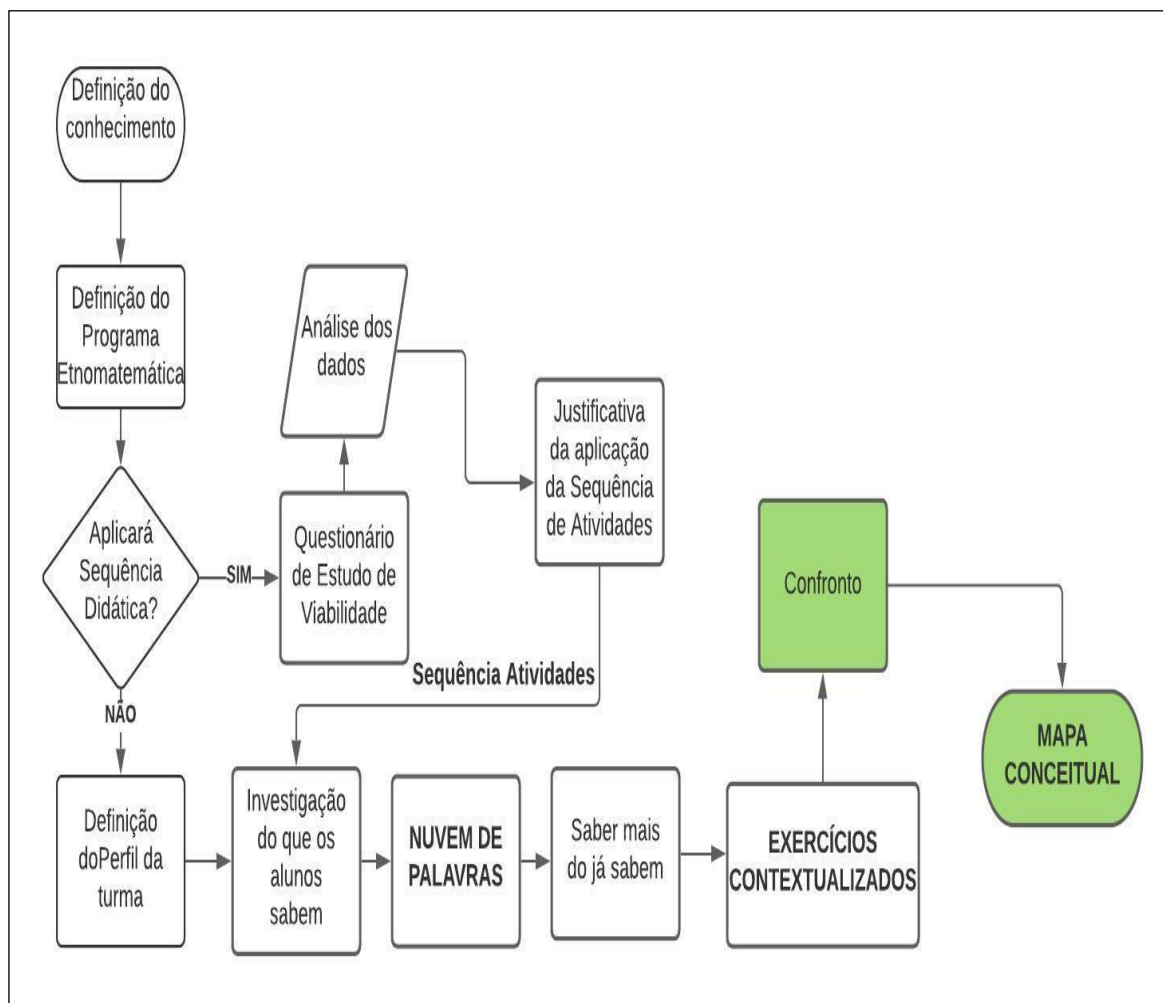 Definição do
conhecimento
Definição do
Programa
Etnomatemática
Aplicará
Sequência
Didática?
SIM
Questionário
de Estudo de
Viabilidade
Análise dos
dados
Justificativa
da aplicação
da Sequência
de Atividades
Sequência Atividades
NÃO
Definição
doPerfil da
turma
Investigação
do que os
alunos
sabem
NUVEM DE
PALAVRAS
Saber mais
do já sabem
EXERCÍCIOS
CONTEXTUALIZADOS
Confronto
MAPA
CONCEITUAL